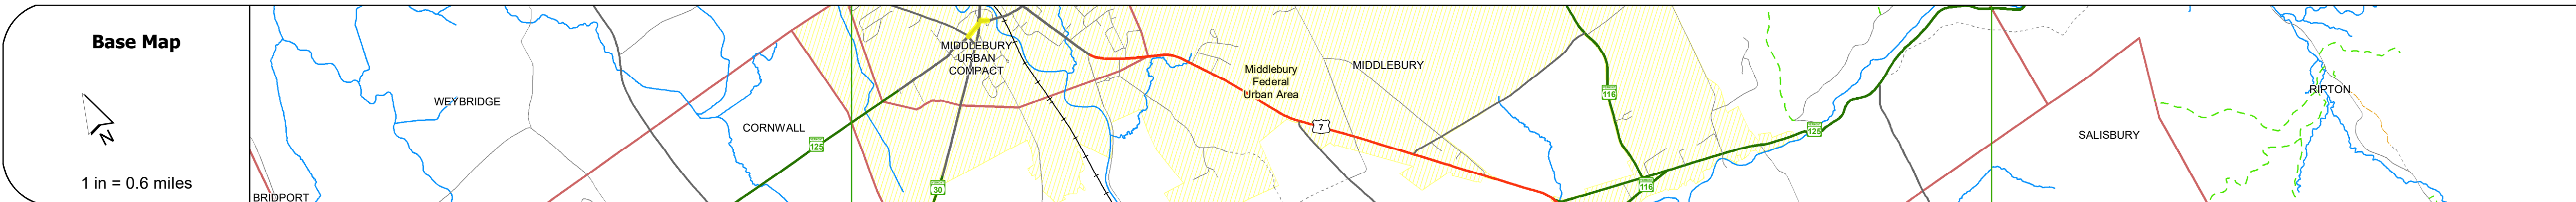 Base Map
N
1 in = 0.6 miles
BRIDPORT
WEYBRIDGE
CORNWALL
125
30
MIDDLEBURY
URBAN
COMPACT
Middlebury
Federal
Urban Area
7
MIDDLEBURY
116
116
125
SALISBURY
RIPTON